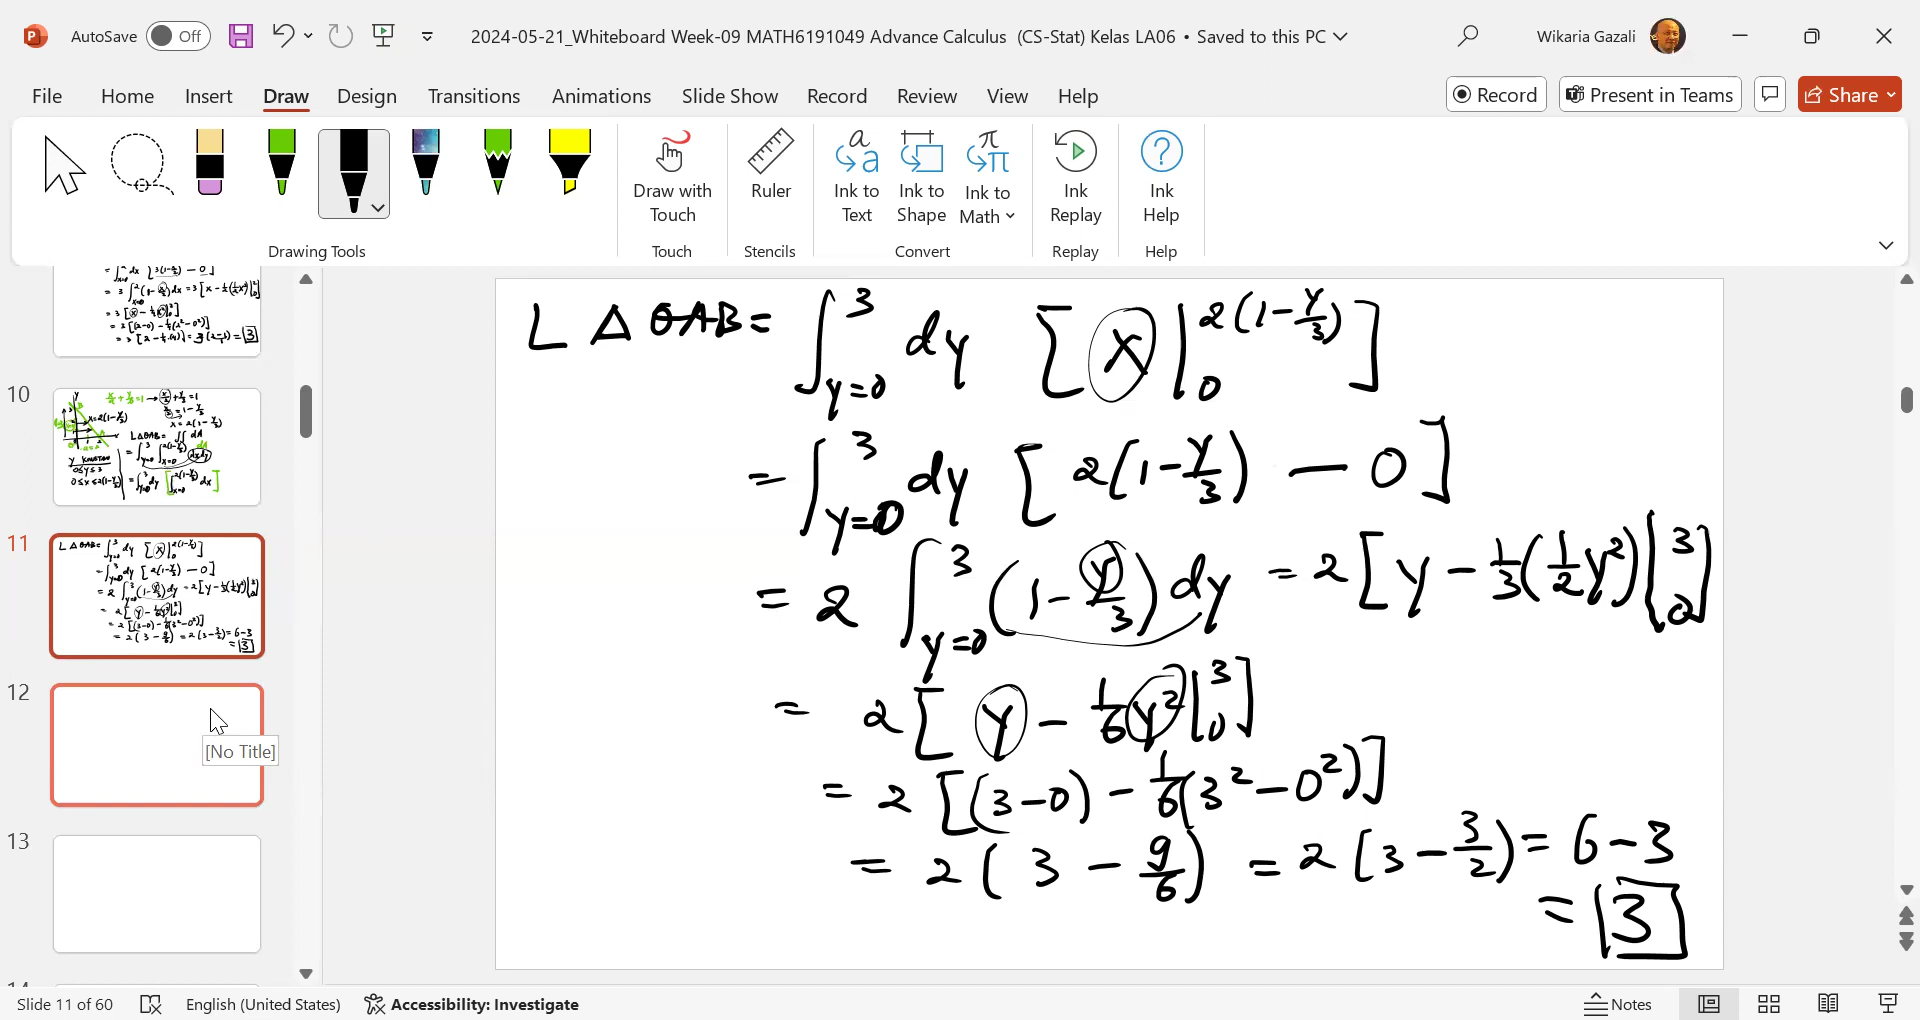 AutoSave Off 2024-05-21_Whiteboard Week-09 MATH6191049 Advance Calculus (CS-Stat) Kelas LA06 • Saved to this PC Wikaria Gazali
File Home Insert Draw Design Transitions Animations Slide Show Record Review View Help Record Present in Teams Share
Draw with Touch
Ruler
Ink to Text
Ink to Shape
Ink to Math
Ink Replay
Ink Help
Drawing Tools Touch Stencils Convert Replay Help
10
11
12
[No Title]
13
L Δ OAB = ∫_{y=0}^{3} dy [x |_{0}^{2(1-y/3)}]
= ∫_{y=0}^{3} dy [2(1-y/3) - 0]
= 2 ∫_{y=0}^{3} (1-y/3) dy = 2[y - 1/3(1/2 y²) |_{0}^{3}]
= 2[y - 1/6 y² |_{0}^{3}]
= 2[(3-0) - 1/6(3²-0²)]
= 2(3 - 9/6) = 2(3 - 3/2) = 6-3
= 3
Slide 11 of 60 English (United States) Accessibility: Investigate Notes